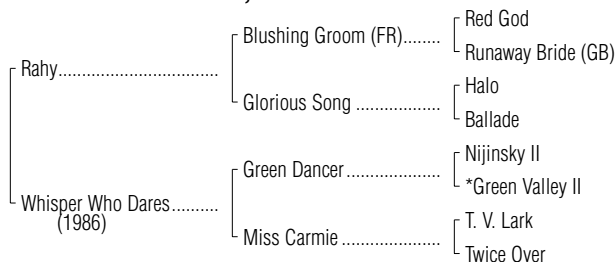 Red God
Blushing Groom (FR)........
Runaway Bride (GB)
Rahy................................
Halo
Glorious Song ....................
Ballade
Nijinsky II
Green Dancer.......................
*Green Valley II
Whisper Who Dares..........
(1986)
T. V. Lark
Miss Carmie .......................
Twice Over